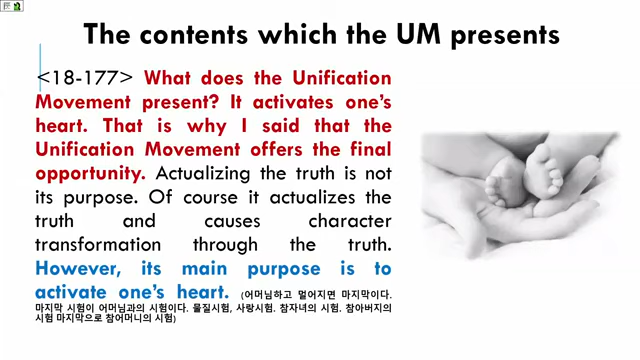 The contents which the UM presents
<18-177> What does the Unification
Movement present? It activates one's
heart. That is why I said that the
Unification Movement offers the final
opportunity. Actualizing the truth is not
its purpose. Of course it actualizes the
truth and causes character
transformation through the truth.
However, its main purpose is to
activate one's heart. (어머님하고 멀어지면 마지막이다.
마지막 시험이 어머님과의 시험이다. 물질시험, 사랑시험. 참자녀의 시험. 참아버지의
시험 마지막으로 참어머니의 시험)